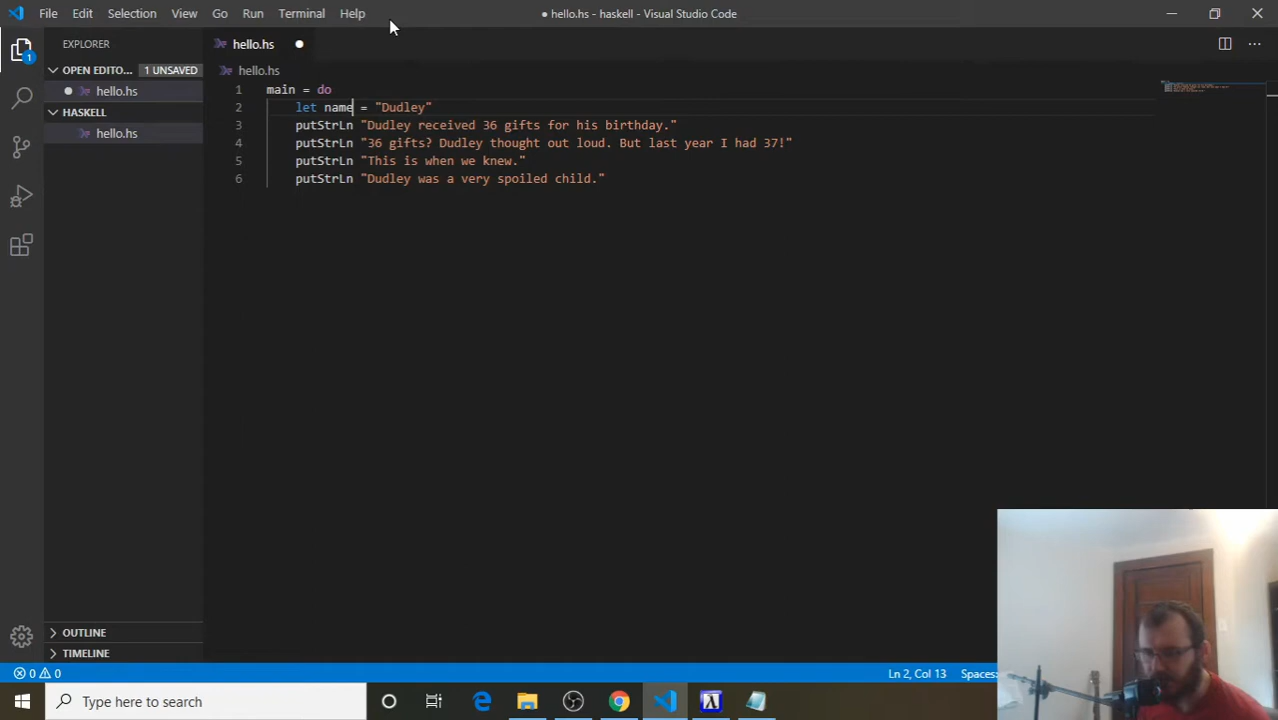 File Edit Selection View Go Run Terminal Help ● hello.hs - haskell - Visual Studio Code
EXPLORER hello.hs ●
OPEN EDITO... 1 UNSAVED hello.hs
● hello.hs
HASKELL
hello.hs
1 main = do
2 let name = "Dudley"
3 putStrLn "Dudley received 36 gifts for his birthday."
4 putStrLn "36 gifts? Dudley thought out loud. But last year I had 37!"
5 putStrLn "This is when we knew."
6 putStrLn "Dudley was a very spoiled child."
1
OUTLINE
TIMELINE
0 0 Ln 2, Col 13 Spaces:
Type here to search